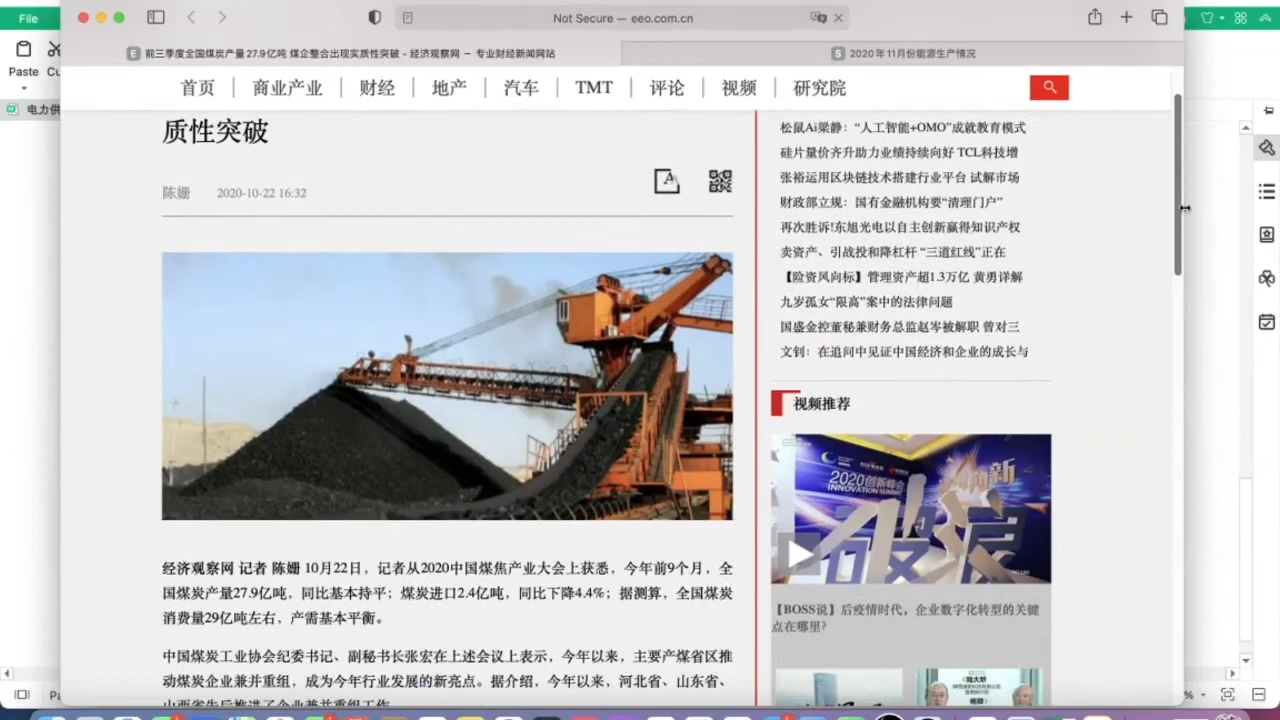 File
Not Secure — eeo.com.cn
Paste
前三季度全国煤炭产量27.9亿吨 煤企整合出现实质性突破 - 经济观察网 － 专业财经新闻网站
2020年11月份能源生产情况
首页
商业产业
财经
地产
汽车
TMT
评论
视频
研究院
质性突破
陈姗 2020-10-22 16:32
经济观察网 记者 陈姗 10月22日，记者从2020中国煤焦产业大会上获悉，今年前9个月，全
国煤炭产量27.9亿吨，同比基本持平；煤炭进口2.4亿吨，同比下降4.4%；据测算，全国煤炭
消费量29亿吨左右，产需基本平衡。
中国煤炭工业协会纪委书记、副秘书长张宏在上述会议上表示，今年以来，主要产煤省区推
动煤炭企业兼并重组，成为今年行业发展的新亮点。据介绍，今年以来，河北省、山东省、
松鼠Ai梁静：“人工智能+OMO”成就教育模式
硅片量价齐升助力业绩持续向好 TCL科技增
张裕运用区块链技术搭建行业平台 试解市场
财政部立规：国有金融机构要“清理门户”
再次胜诉!东旭光电以自主创新赢得知识产权
卖资产、引战投和降杠杆 “三道红线”正在
【险资风向标】管理资产超1.3万亿 黄勇详解
九岁孤女“限高”案中的法律问题
国盛金控董秘兼财务总监赵岑被解职 曾对三
文钊：在追问中见证中国经济和企业的成长与
视频推荐
2020创新峰会
INNOVATION SUMMIT
破浪
【BOSS说】后疫情时代，企业数字化转型的关键
点在哪里?